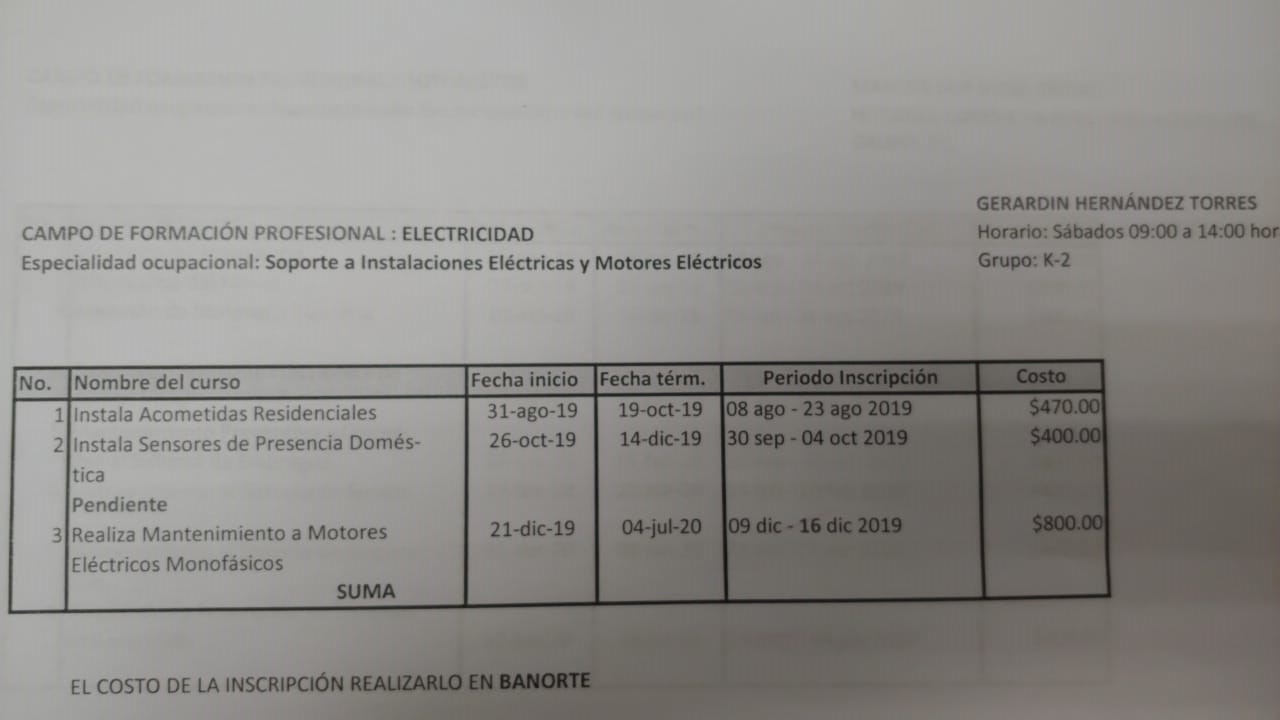 GERARDIN HERNÁNDEZ TORRES
CAMPO DE FORMACIÓN PROFESIONAL : ELECTRICIDAD
Horario: Sábados 09:00 a 14:00 hor
Especialidad ocupacional: Soporte a Instalaciones Eléctricas y Motores Eléctricos
Grupo: K-2
No. Nombre del curso Fecha inicio Fecha térm. Periodo Inscripción Costo
1 Instala Acometidas Residenciales 31-ago-19 19-oct-19 08 ago - 23 ago 2019 $470.00
2 Instala Sensores de Presencia Domés- 26-oct-19 14-dic-19 30 sep - 04 oct 2019 $400.00
tica
Pendiente
3 Realiza Mantenimiento a Motores 21-dic-19 04-jul-20 09 dic - 16 dic 2019 $800.00
Eléctricos Monofásicos
SUMA
EL COSTO DE LA INSCRIPCIÓN REALIZARLO EN BANORTE